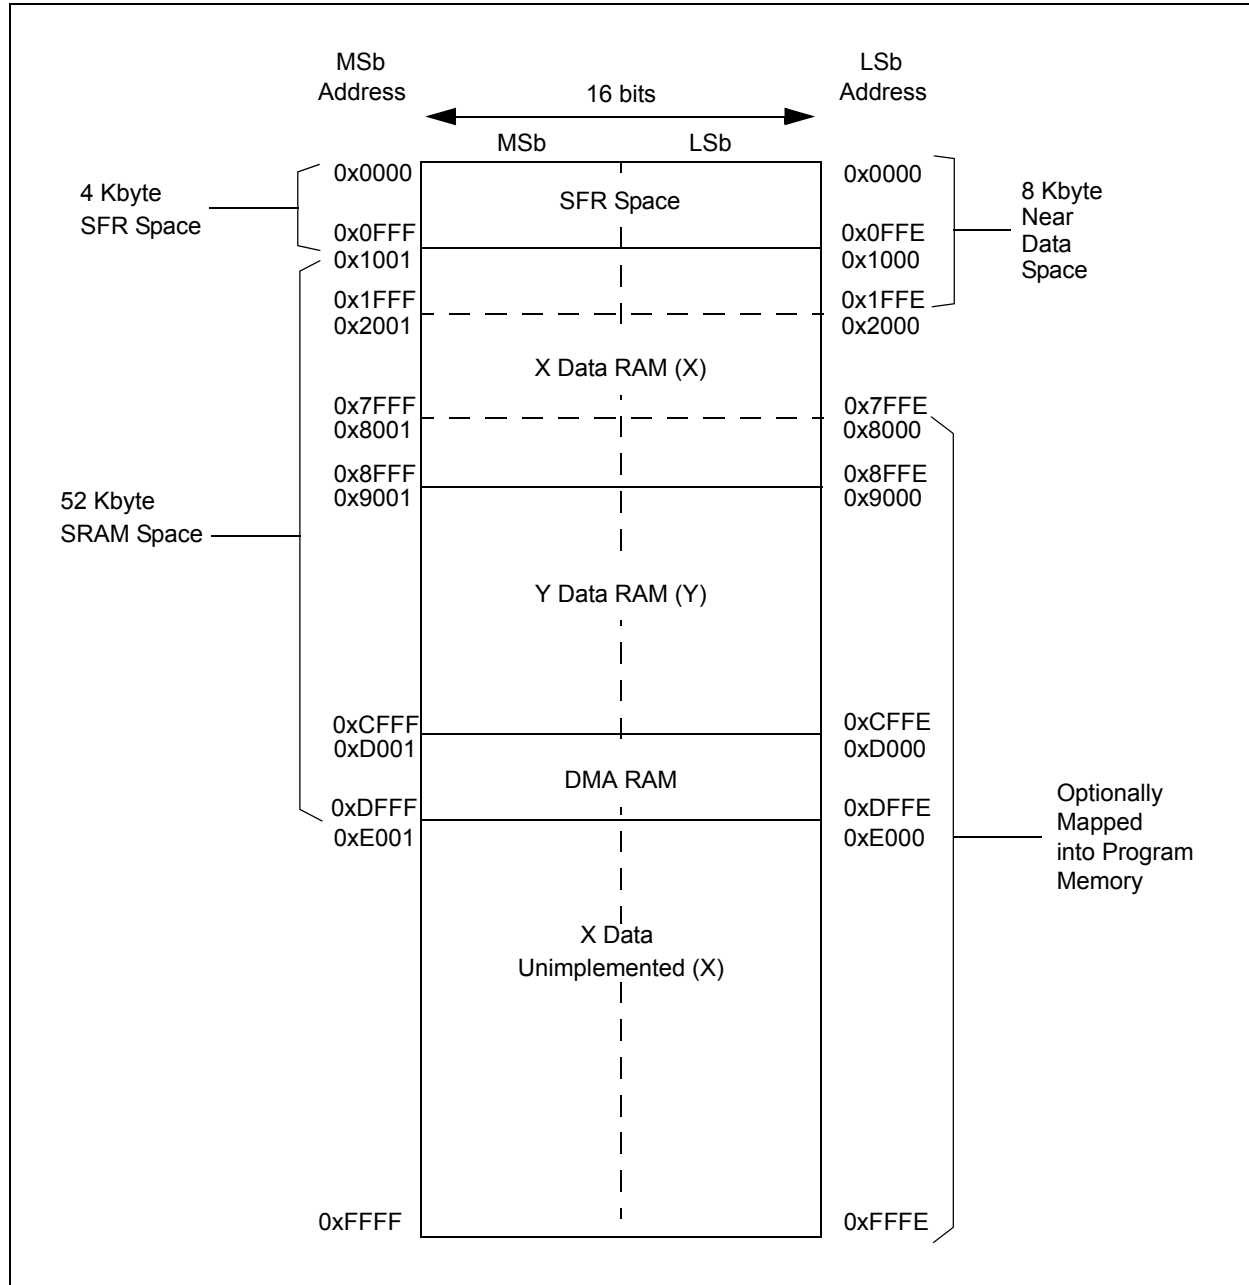 MSb
Address
LSb
Address
16 bits
MSb
LSb
4 Kbyte
SFR Space
0x0000
0x0FFF
0x1001
0x1FFF
0x2001
0x7FFF
0x8001
0x8FFF
0x9001
52 Kbyte
SRAM Space
0xCFFF
0xD001
0xDFFF
0xE001
0xFFFF
SFR Space
X Data RAM (X)
Y Data RAM (Y)
DMA RAM
X Data
Unimplemented (X)
0x0000
0x0FFE
0x1000
0x1FFE
0x2000
0x7FFE
0x8000
0x8FFE
0x9000
0xCFFE
0xD000
0xDFFE
0xE000
0xFFFE
8 Kbyte
Near
Data
Space
Optionally
Mapped
into Program
Memory